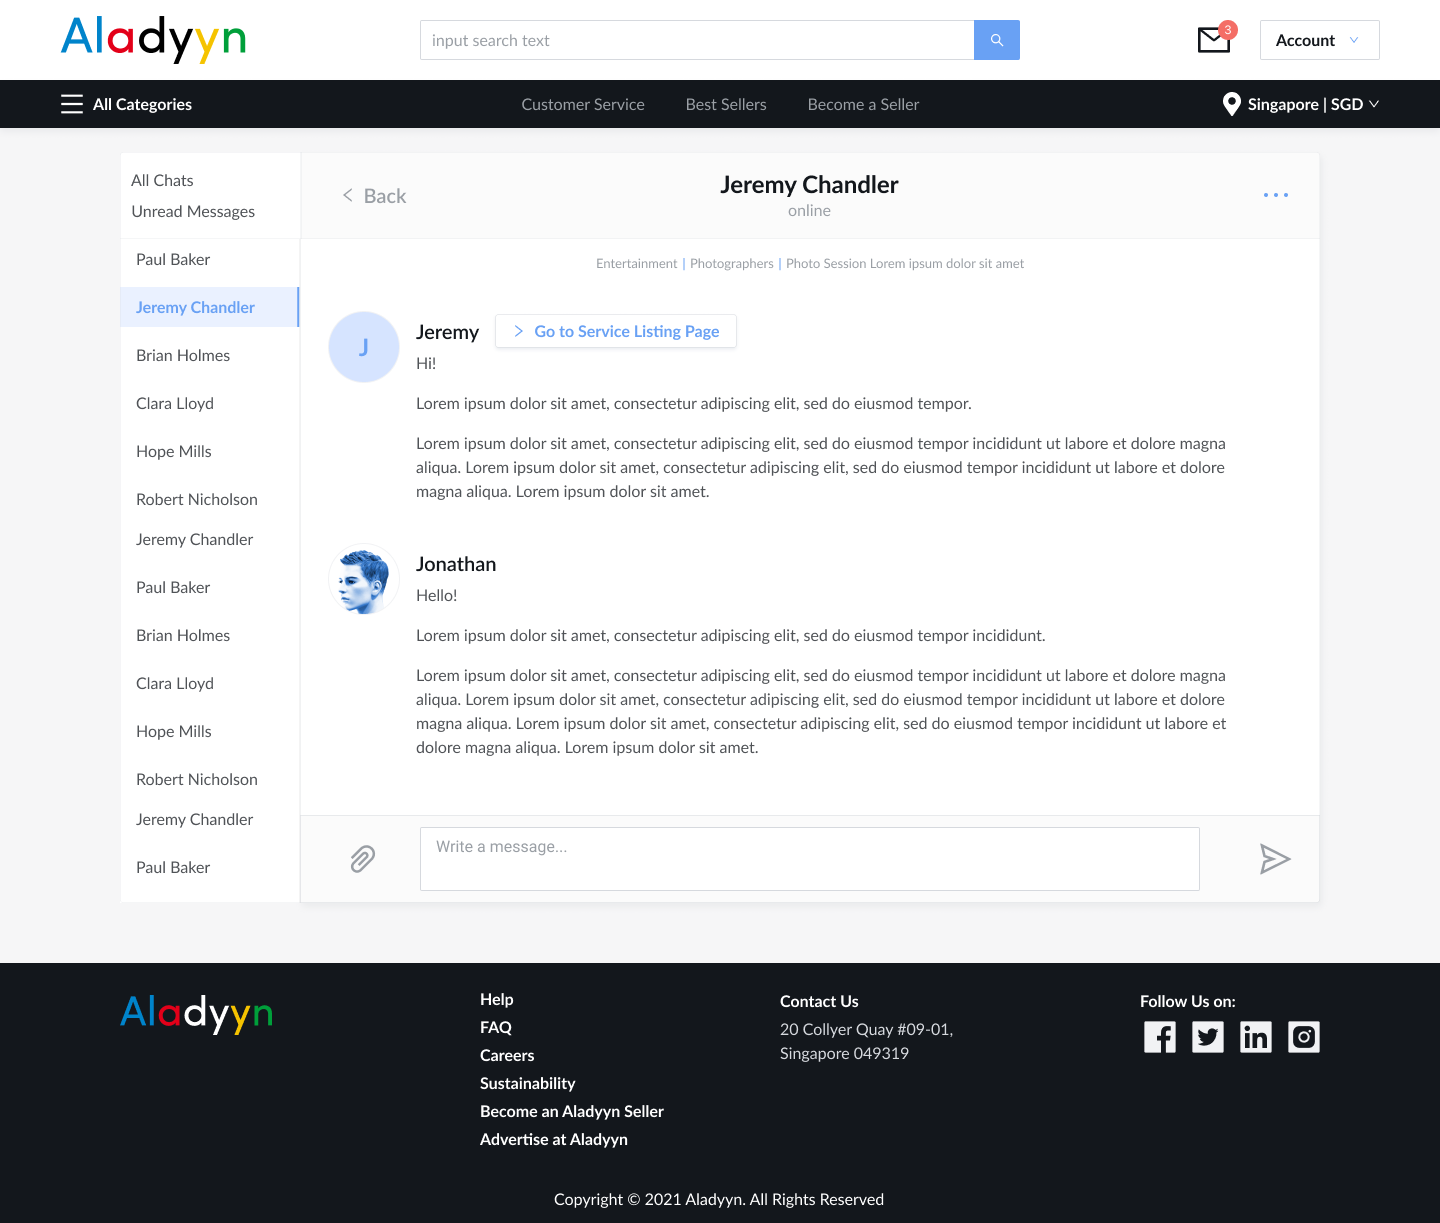 Aladyyn
input search text
3
Account
All Categories
Customer Service
Best Sellers
Become a Seller
Singapore | SGD
All Chats
Unread Messages
Paul Baker
Jeremy Chandler
Brian Holmes
Clara Lloyd
Hope Mills
Robert Nicholson
Jeremy Chandler
Paul Baker
Brian Holmes
Clara Lloyd
Hope Mills
Robert Nicholson
Jeremy Chandler
Paul Baker
Back
Jeremy Chandler
online
Entertainment | Photographers | Photo Session Lorem ipsum dolor sit amet
J
Jeremy
Go to Service Listing Page
Hi!
Lorem ipsum dolor sit amet, consectetur adipiscing elit, sed do eiusmod tempor.
Lorem ipsum dolor sit amet, consectetur adipiscing elit, sed do eiusmod tempor incididunt ut labore et dolore magna
aliqua. Lorem ipsum dolor sit amet, consectetur adipiscing elit, sed do eiusmod tempor incididunt ut labore et dolore
magna aliqua. Lorem ipsum dolor sit amet.
Jonathan
Hello!
Lorem ipsum dolor sit amet, consectetur adipiscing elit, sed do eiusmod tempor incididunt.
Lorem ipsum dolor sit amet, consectetur adipiscing elit, sed do eiusmod tempor incididunt ut labore et dolore magna
aliqua. Lorem ipsum dolor sit amet, consectetur adipiscing elit, sed do eiusmod tempor incididunt ut labore et dolore
magna aliqua. Lorem ipsum dolor sit amet, consectetur adipiscing elit, sed do eiusmod tempor incididunt ut labore et
dolore magna aliqua. Lorem ipsum dolor sit amet.
Write a message...
Aladyyn
Help
FAQ
Careers
Sustainability
Become an Aladyyn Seller
Advertise at Aladyyn
Contact Us
20 Collyer Quay #09-01,
Singapore 049319
Follow Us on:
Copyright © 2021 Aladyyn. All Rights Reserved